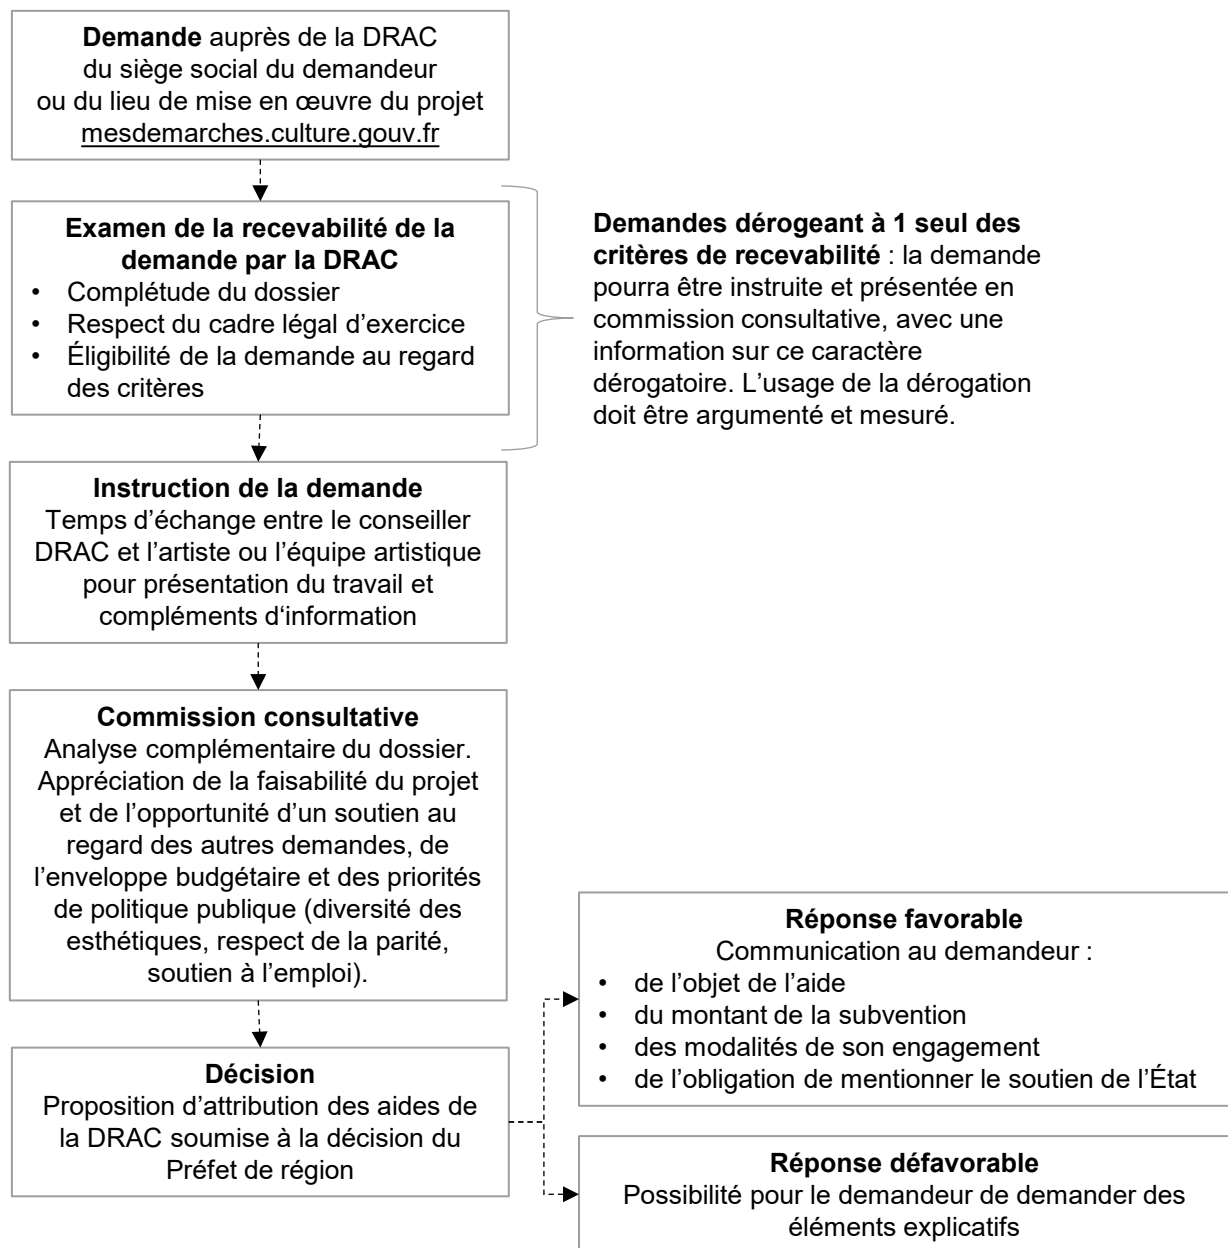 Demande auprès de la DRAC
du siège social du demandeur
ou du lieu de mise en œuvre du projet
mesdemarches.culture.gouv.fr
Examen de la recevabilité de la
demande par la DRAC
• Complétude du dossier
• Respect du cadre légal d’exercice
• Éligibilité de la demande au regard
des critères
Demandes dérogeant à 1 seul des
critères de recevabilité : la demande
pourra être instruite et présentée en
commission consultative, avec une
information sur ce caractère
dérogatoire. L’usage de la dérogation
doit être argumenté et mesuré.
Instruction de la demande
Temps d’échange entre le conseiller
DRAC et l’artiste ou l’équipe artistique
pour présentation du travail et
compléments d‘information
Commission consultative
Analyse complémentaire du dossier.
Appréciation de la faisabilité du projet
et de l’opportunité d’un soutien au
regard des autres demandes, de
l’enveloppe budgétaire et des priorités
de politique publique (diversité des
esthétiques, respect de la parité,
soutien à l’emploi).
Décision
Proposition d’attribution des aides de
la DRAC soumise à la décision du
Préfet de région
Réponse favorable
Communication au demandeur :
• de l’objet de l’aide
• du montant de la subvention
• des modalités de son engagement
• de l’obligation de mentionner le soutien de l’État
Réponse défavorable
Possibilité pour le demandeur de demander des
éléments explicatifs